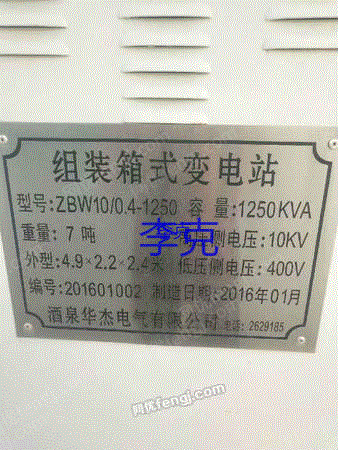 组装箱式变电站
型号:ZBW10/0.4-1250 容量:1250KVA
重量: 7 吨 压侧电压:10KV
李克
外型:4.9×2.2×2.4米 低压侧电压:400V
编号:201601002 制造日期:2016年01月
酒泉华杰电气有限公司 电话: 2629185
网优fengj.com